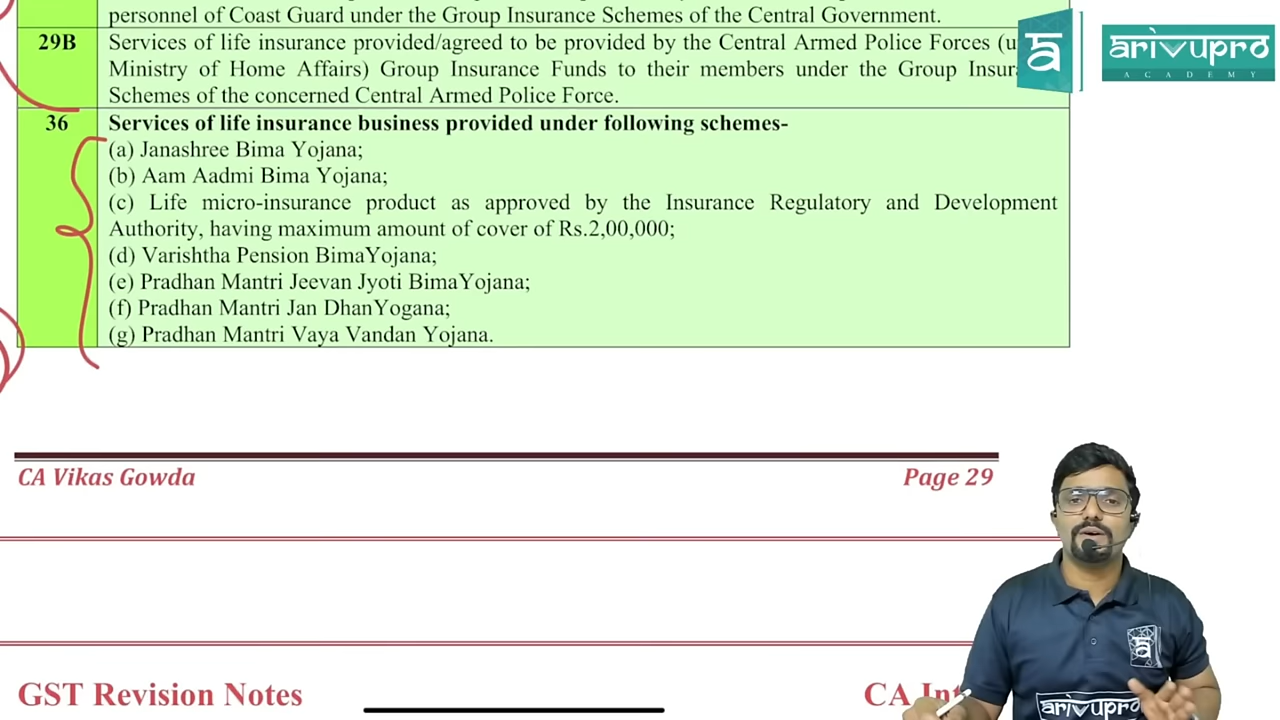 personnel of Coast Guard under the Group Insurance Schemes of the Central Government.
29B
Services of life insurance provided/agreed to be provided by the Central Armed Police Forces
Ministry of Home Affairs) Group Insurance Funds to their members under the Group
Schemes of the concerned Central Armed Police Force.
36
Services of life insurance business provided under following schemes-
(a) Janashree Bima Yojana;
(b) Aam Aadmi Bima Yojana;
(c) Life micro-insurance product as approved by the Insurance Regulatory and Development
Authority, having maximum amount of cover of Rs.2,00,000;
(d) Varishtha Pension BimaYojana;
(e) Pradhan Mantri Jeevan Jyoti BimaYojana;
(f) Pradhan Mantri Jan DhanYogana;
(g) Pradhan Mantri Vaya Vandan Yojana.
arivupro
ACADEMY
CA Vikas Gowda
Page 29
GST Revision Notes
CA
arivupro